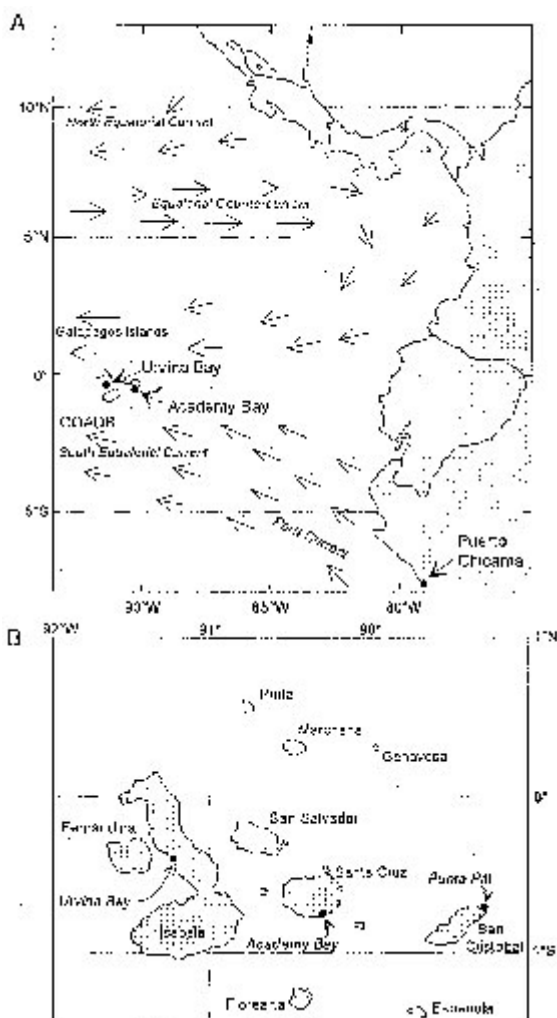 A
10°N
North Equatorial Current
Equatorial Countercurrent
5°N
Galapagos Islands
Urvina Bay
0°
Academy Bay
COADS
South Equatorial Current
5°S
Peru Current
Puerto
Chicama
90°W
85°W
80°W
B
92°W
91°
90°
1°N
Pinta
Marchena
Genovesa
0°
San Salvador
Fernandina
Santa Cruz
Urvina Bay
Punta Pitt
Isabela
Academy Bay
San
Cristobal
1°S
Floreana
Espanola